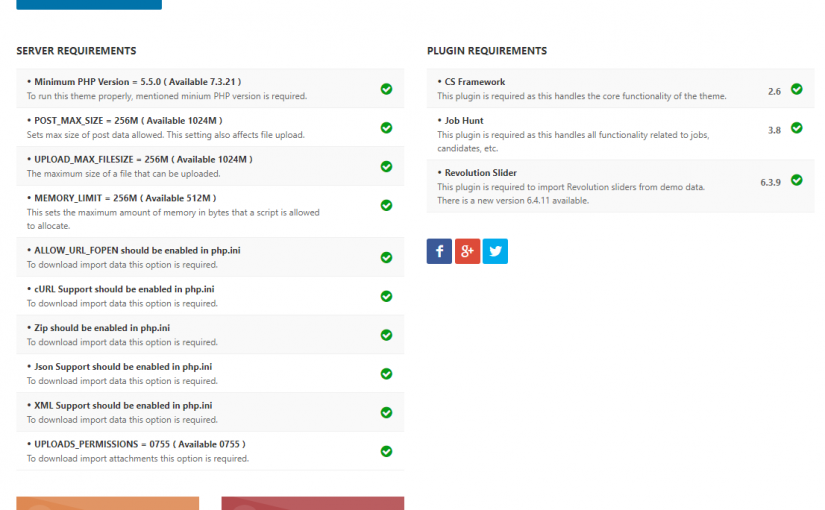 SERVER REQUIREMENTS
• Minimum PHP Version = 5.5.0 ( Available 7.3.21 )
To run this theme properly, mentioned minium PHP version is required.
• POST_MAX_SIZE = 256M ( Available 1024M )
Sets max size of post data allowed. This setting also affects file upload.
• UPLOAD_MAX_FILESIZE = 256M ( Available 1024M )
The maximum size of a file that can be uploaded.
• MEMORY_LIMIT = 256M ( Available 512M )
This sets the maximum amount of memory in bytes that a script is allowed
to allocate.
• ALLOW_URL_FOPEN should be enabled in php.ini
To download import data this option is required.
• cURL Support should be enabled in php.ini
To download import data this option is required.
• Zip should be enabled in php.ini
To download import data this option is required.
• Json Support should be enabled in php.ini
To download import data this option is required.
• XML Support should be enabled in php.ini
To download import data this option is required.
• UPLOADS_PERMISSIONS = 0755 ( Available 0755 )
To download import attachments this option is required.
PLUGIN REQUIREMENTS
• CS Framework
This plugin is required as this handles the core functionality of the theme.
2.6
• Job Hunt
This plugin is required as this handles all functionality related to jobs,
candidates, etc.
3.8
• Revolution Slider
This plugin is required to import Revolution sliders from demo data.
There is a new version 6.4.11 available.
6.3.9
f
g+